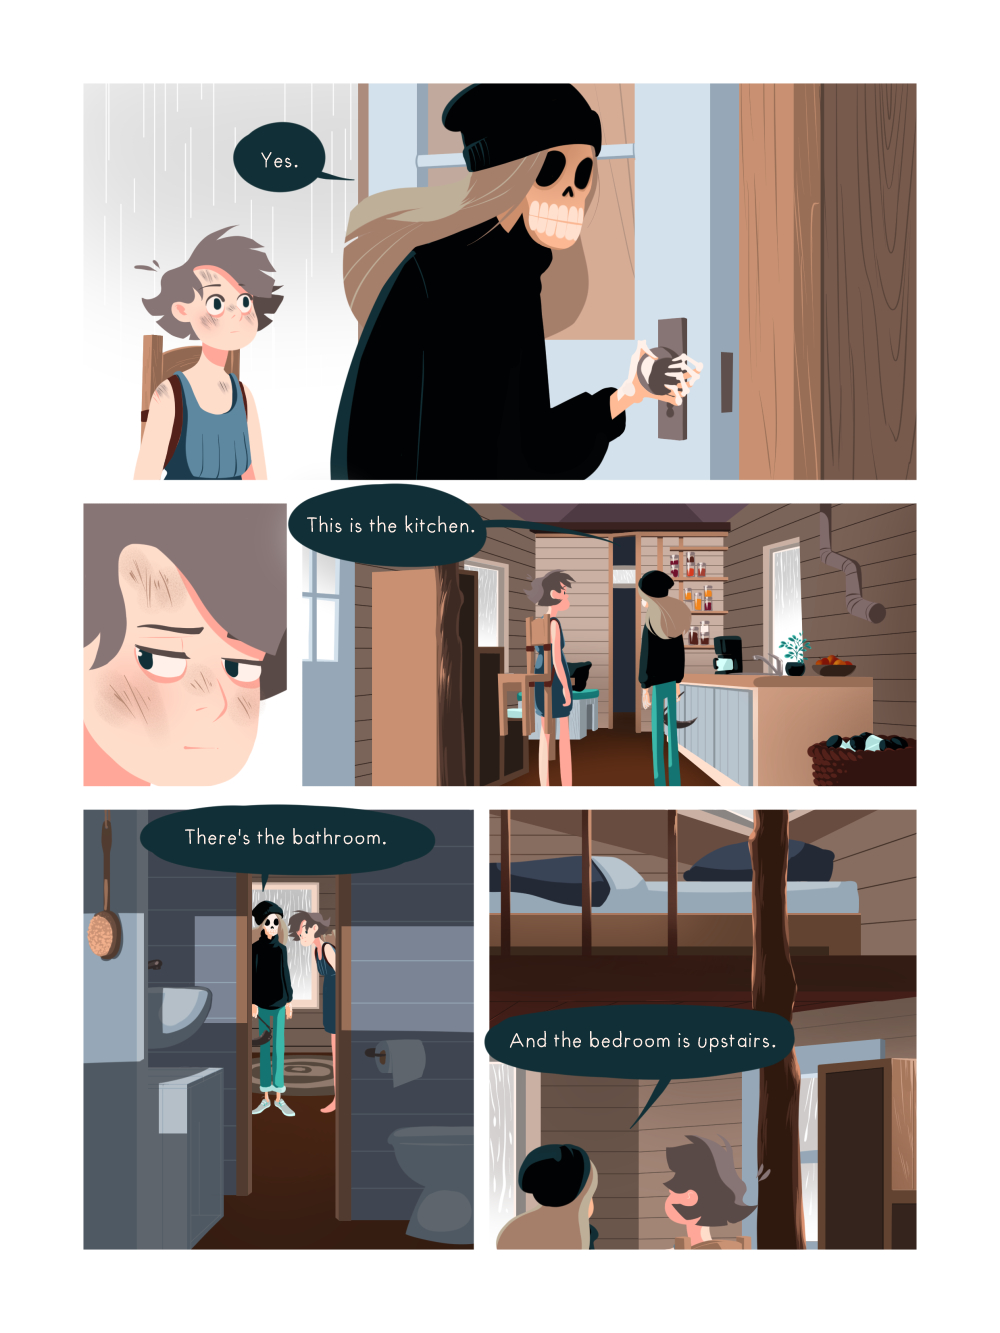 Yes.
This is the kitchen.
There's the bathroom.
And the bedroom is upstairs.